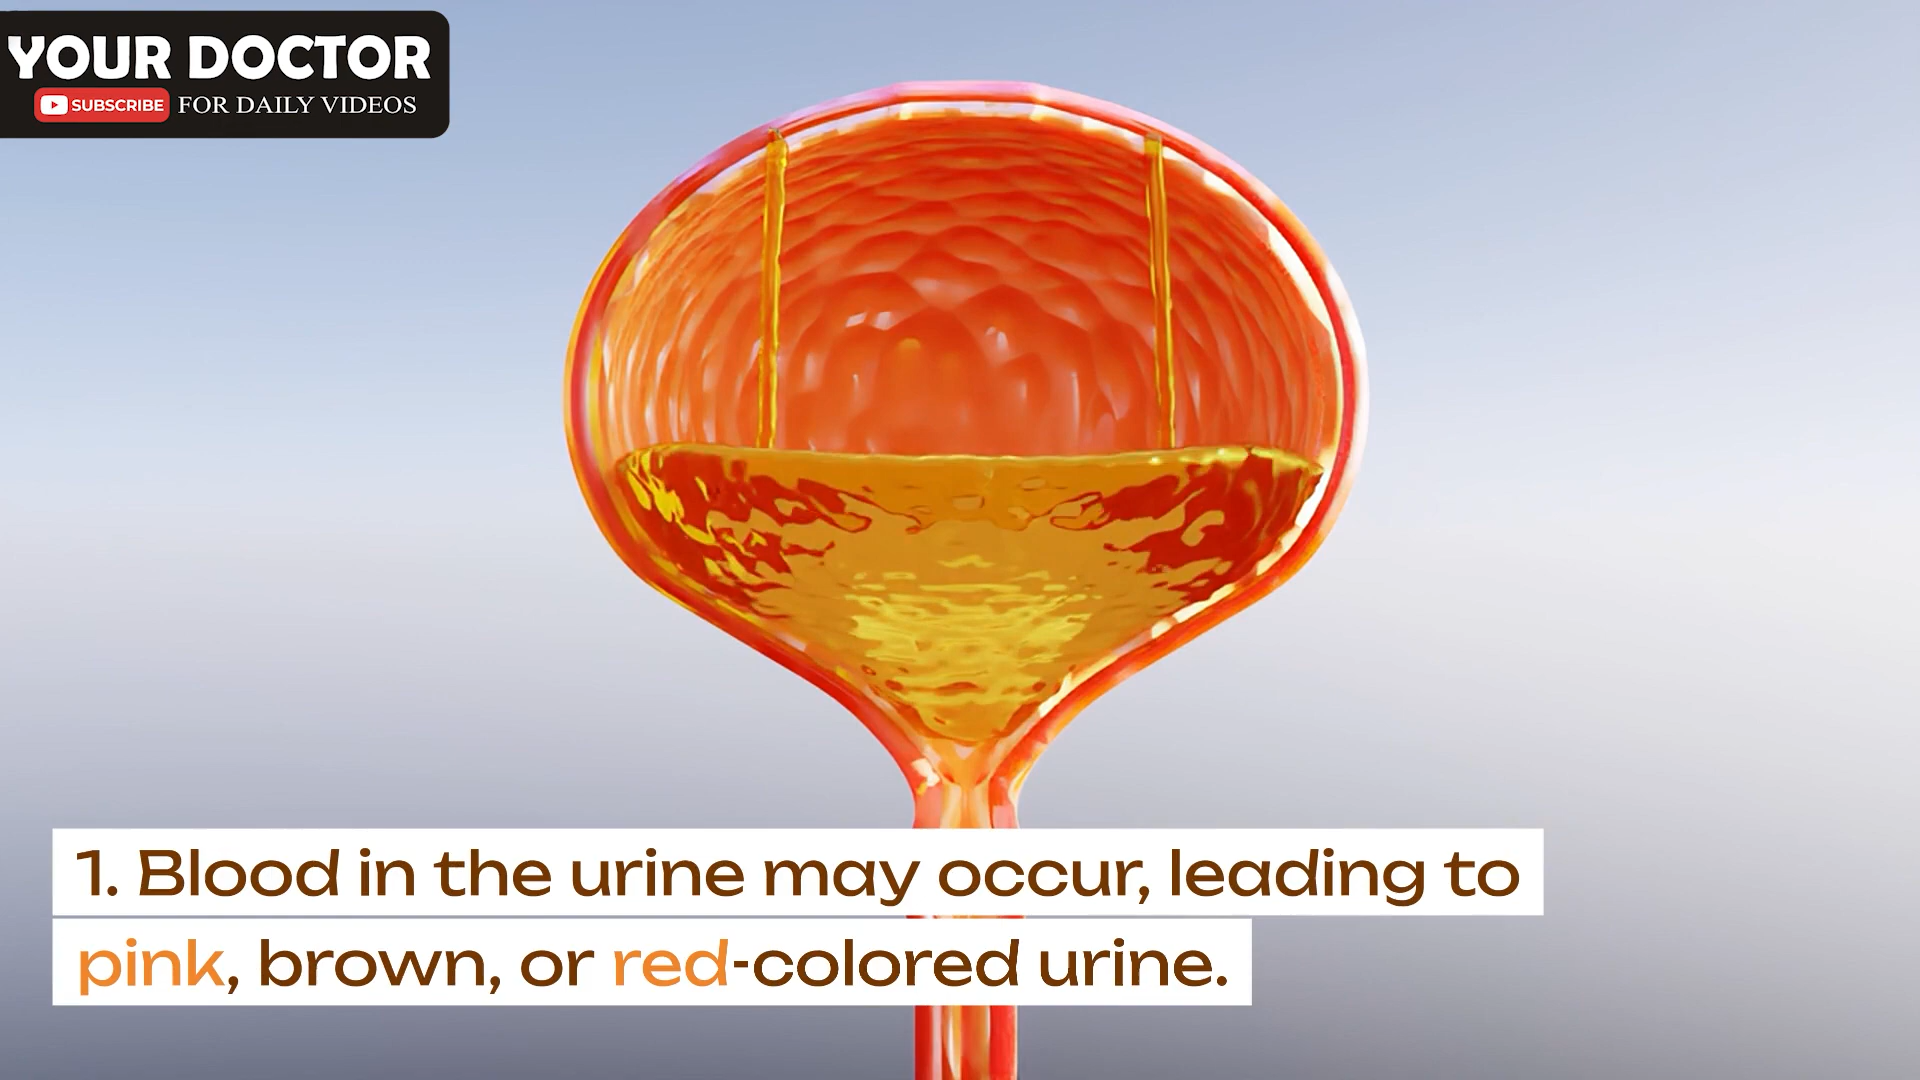 YOUR DOCTOR
SUBSCRIBE FOR DAILY VIDEOS
1. Blood in the urine may occur, leading to
pink, brown, or red-colored urine.